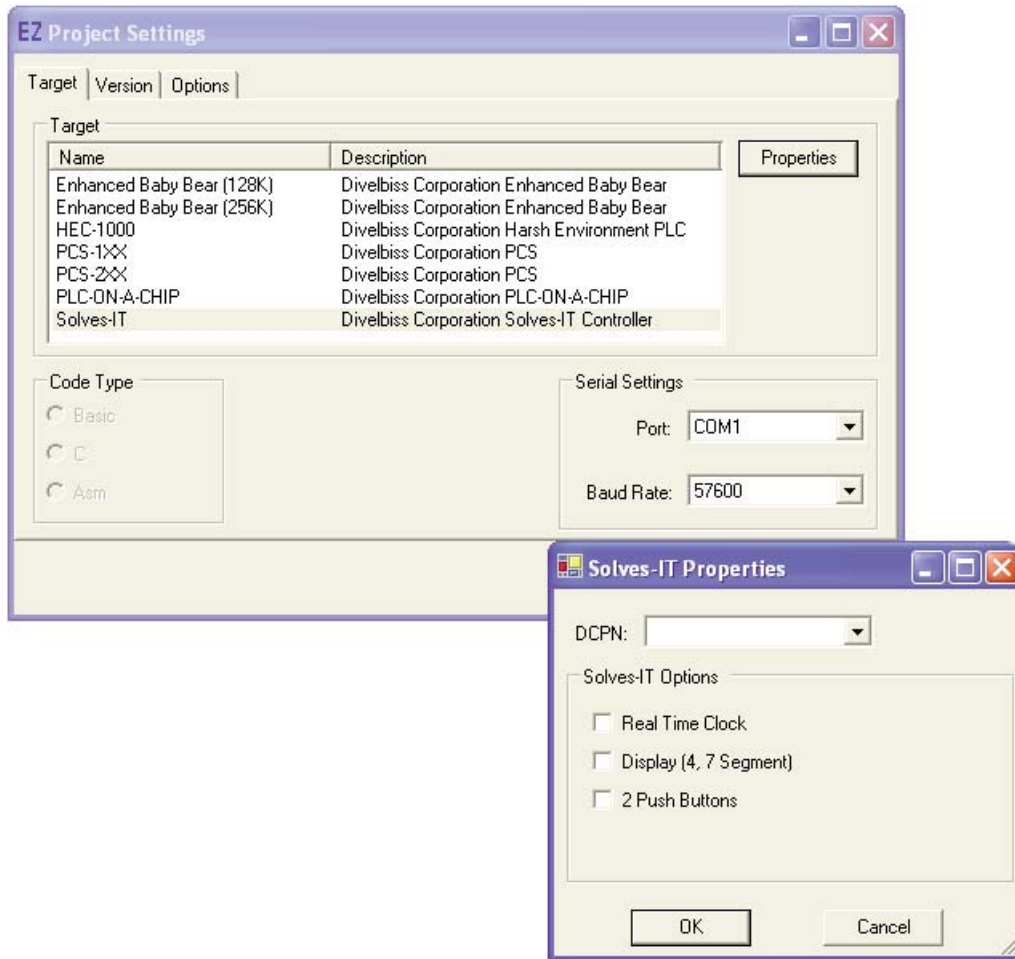 EZ Project Settings
Target Version Options
Target
Name Description
Properties
Enhanced Baby Bear (128K) Divelbiss Corporation Enhanced Baby Bear
Enhanced Baby Bear (256K) Divelbiss Corporation Enhanced Baby Bear
HEC-1000 Divelbiss Corporation Harsh Environment PLC
PCS-1XX Divelbiss Corporation PCS
PCS-2XX Divelbiss Corporation PCS
PLC-ON-A-CHIP Divelbiss Corporation PLC-ON-A-CHIP
Solves-IT Divelbiss Corporation Solves-IT Controller
Code Type
Basic
C
Asm
Serial Settings
Port: COM1
Baud Rate: 57600
Solves-IT Properties
DCPN:
Solves-IT Options
Real Time Clock
Display (4, 7 Segment)
2 Push Buttons
OK Cancel